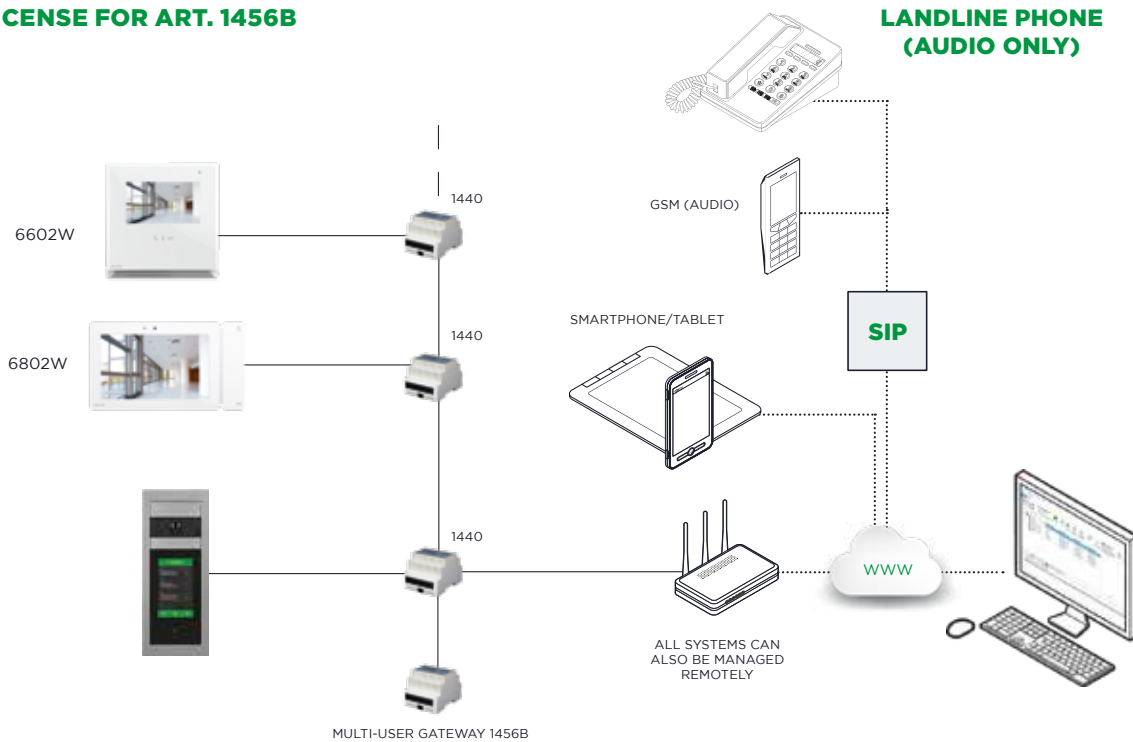 CENSE FOR ART. 1456B
LANDLINE PHONE
(AUDIO ONLY)
1440
6602W
GSM (AUDIO)
SIP
SMARTPHONE/TABLET
1440
6802W
1440
WWW
ALL SYSTEMS CAN
ALSO BE MANAGED
REMOTELY
MULTI-USER GATEWAY 1456B